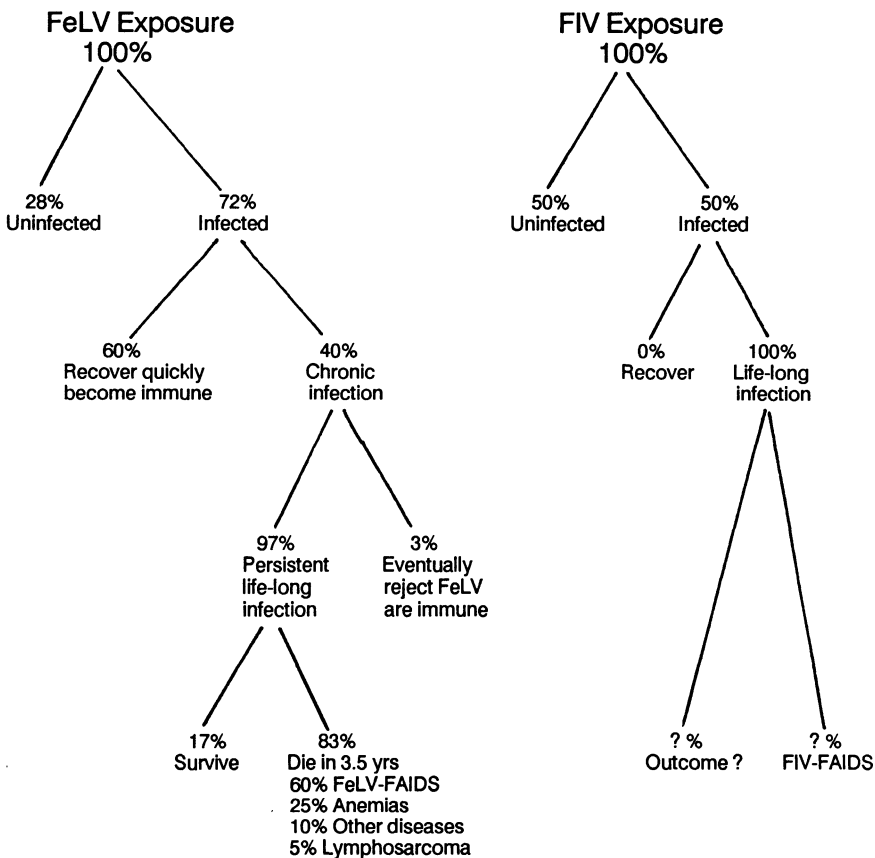 FeLV Exposure
100%
28%
Uninfected
72%
Infected
60%
Recover quickly
become immune
40%
Chronic
infection
97%
Persistent
life-long
infection
3%
Eventually
reject FeLV
are immune
17%
Survive
83%
Die in 3.5 yrs
60% FeLV-FAIDS
25% Anemias
10% Other diseases
5% Lymphosarcoma
FIV Exposure
100%
50%
Uninfected
50%
Infected
0%
Recover
100%
Life-long
infection
? %
Outcome ?
? %
FIV-FAIDS